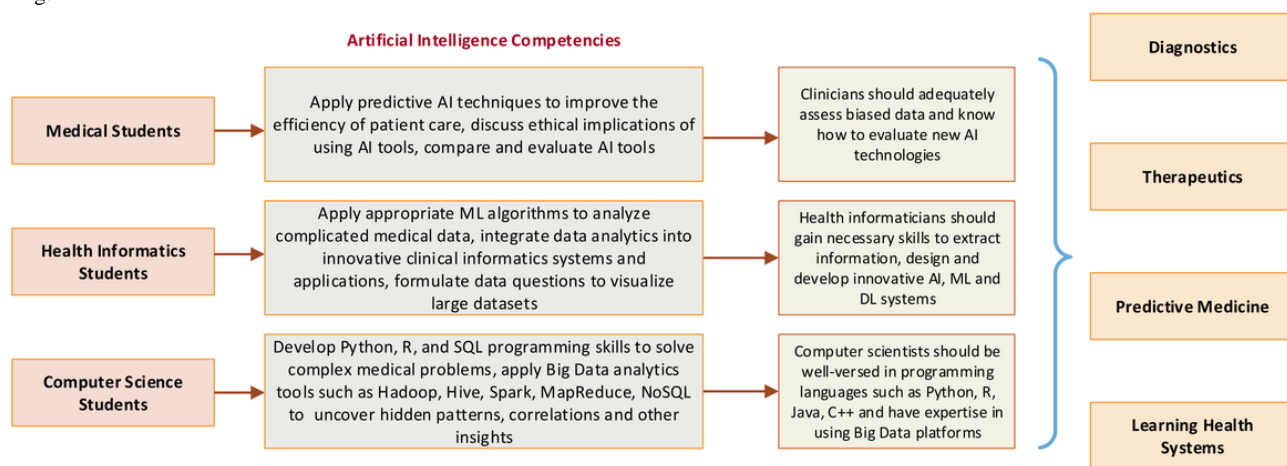 Artificial Intelligence Competencies
Medical Students
Apply predictive AI techniques to improve the
efficiency of patient care, discuss ethical implications of
using AI tools, compare and evaluate AI tools
Clinicians should adequately
assess biased data and know
how to evaluate new AI
technologies
Health Informatics
Students
Apply appropriate ML algorithms to analyze
complicated medical data, integrate data analytics into
innovative clinical informatics systems and
applications, formulate data questions to visualize
large datasets
Health informaticians should
gain necessary skills to extract
information, design and
develop innovative AI, ML and
DL systems
Computer Science
Students
Develop Python, R, and SQL programming skills to solve
complex medical problems, apply Big Data analytics
tools such as Hadoop, Hive, Spark, MapReduce, NoSQL
to uncover hidden patterns, correlations and other
insights
Computer scientists should be
well-versed in programming
languages such as Python, R,
Java, C++ and have expertise in
using Big Data platforms
Diagnostics
Therapeutics
Predictive Medicine
Learning Health
Systems